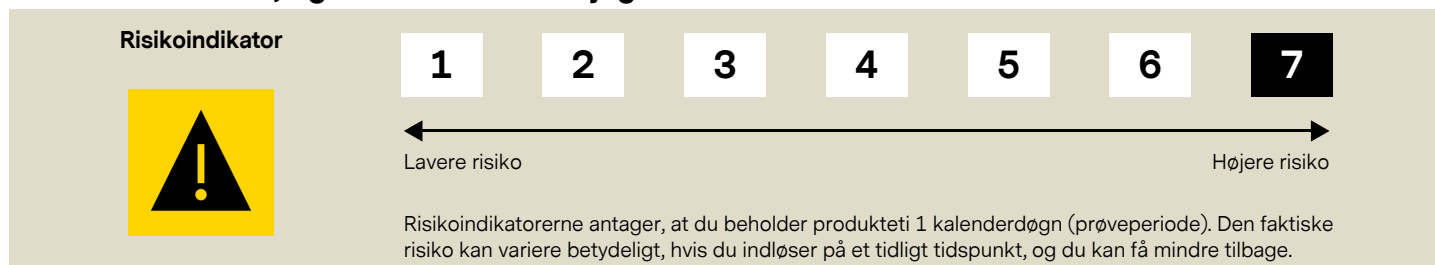 Risikoindikator
1 2 3 4 5 6 7
Lavere risiko Højere risiko
Risikoindikatorerne antager, at du beholder produkteti 1 kalenderdøgn (prøveperiode). Den faktiske
risiko kan variere betydeligt, hvis du indløser på et tidligt tidspunkt, og du kan få mindre tilbage.